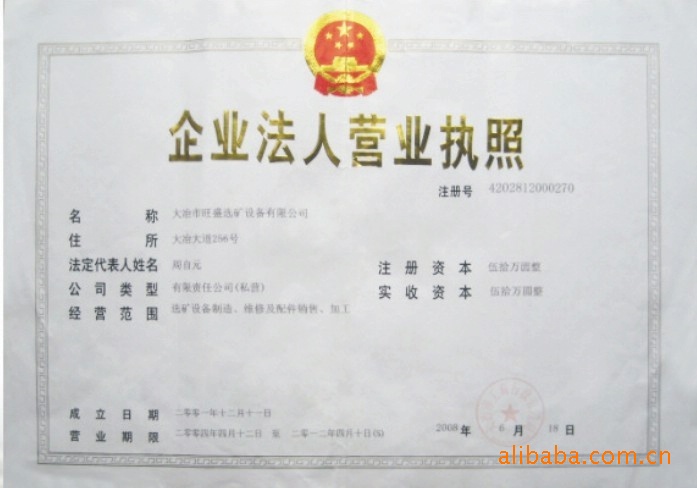 企业法人营业执照
注册号 4202812000270
名称 大冶市旺盛选矿设备有限公司
住所 大冶大道256号
法定代表人姓名 周自元
注册资本 伍拾万圆整
公司类型 有限责任公司(私营)
实收资本 伍拾万圆整
经营范围 选矿设备制造、维修及配件销售、加工
成立日期 二零零一年十二月十一日
营业期限 二零零四年四月十二日 至 二零一二年四月十日
2008 年 6 月 18 日
alibaba.com.cn